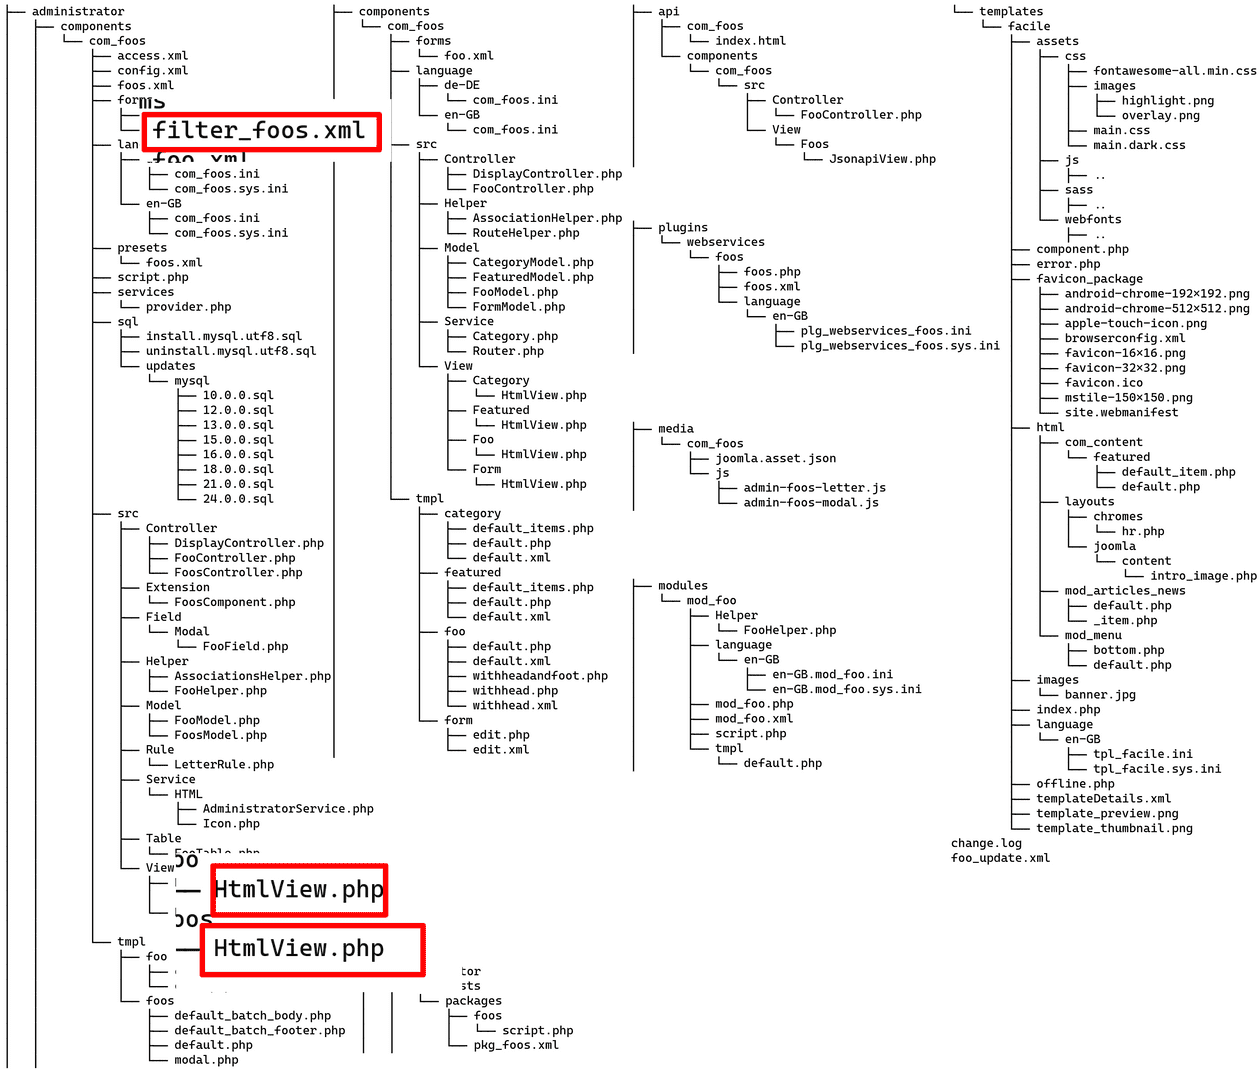 administrator
components
com_foos
access.xml
config.xml
foos.xml
forms
filter_foos.xml
foo.xml
lan
com_foos.ini
com_foos.sys.ini
en-GB
com_foos.ini
com_foos.sys.ini
presets
foos.xml
script.php
services
provider.php
sql
install.mysql.utf8.sql
uninstall.mysql.utf8.sql
updates
mysql
10.0.0.sql
12.0.0.sql
13.0.0.sql
15.0.0.sql
16.0.0.sql
18.0.0.sql
21.0.0.sql
24.0.0.sql
src
Controller
DisplayController.php
FooController.php
FoosController.php
Extension
FoosComponent.php
Field
Modal
FooField.php
Helper
AssociationsHelper.php
FooHelper.php
Model
FooModel.php
FoosModel.php
Rule
LetterRule.php
Service
HTML
AdministratorService.php
Icon.php
Table
FooTable.php
View
oo
HtmlView.php
oos
HtmlView.php
tmpl
foo
foos
default_batch_body.php
default_batch_footer.php
default.php
modal.php
components
com_foos
forms
foo.xml
language
de-DE
com_foos.ini
en-GB
com_foos.ini
src
Controller
DisplayController.php
FooController.php
Helper
AssociationHelper.php
RouteHelper.php
Model
CategoryModel.php
FeaturedModel.php
FooModel.php
FormModel.php
Service
Category.php
Router.php
View
Category
HtmlView.php
Featured
HtmlView.php
Foo
HtmlView.php
Form
HtmlView.php
tmpl
category
default_items.php
default.php
default.xml
featured
default_items.php
default.php
default.xml
foo
default.php
default.xml
withheadandfoot.php
withhead.php
withhead.xml
form
edit.php
edit.xml
tor
sts
packages
foos
script.php
pkg_foos.xml
api
com_foos
index.html
components
com_foos
src
Controller
FooController.php
View
Foos
JsonapiView.php
plugins
webservices
foos
foos.php
foos.xml
language
en-GB
plg_webservices_foos.ini
plg_webservices_foos.sys.ini
media
com_foos
joomla.asset.json
js
admin-foos-letter.js
admin-foos-modal.js
modules
mod_foo
Helper
FooHelper.php
language
en-GB
en-GB.mod_foo.ini
en-GB.mod_foo.sys.ini
mod_foo.php
mod_foo.xml
script.php
tmpl
default.php
templates
facile
assets
css
fontawesome-all.min.css
images
highlight.png
overlay.png
main.css
main.dark.css
js
..
sass
..
webfonts
..
component.php
error.php
favicon_package
android-chrome-192×192.png
android-chrome-512×512.png
apple-touch-icon.png
browserconfig.xml
favicon-16×16.png
favicon-32×32.png
favicon.ico
mstile-150×150.png
site.webmanifest
html
com_content
featured
default_item.php
default.php
layouts
chromes
hr.php
joomla
content
intro_image.php
mod_articles_news
default.php
_item.php
mod_menu
bottom.php
default.php
images
banner.jpg
index.php
language
en-GB
tpl_facile.ini
tpl_facile.sys.ini
offline.php
templateDetails.xml
template_preview.png
template_thumbnail.png
change.log
foo_update.xml